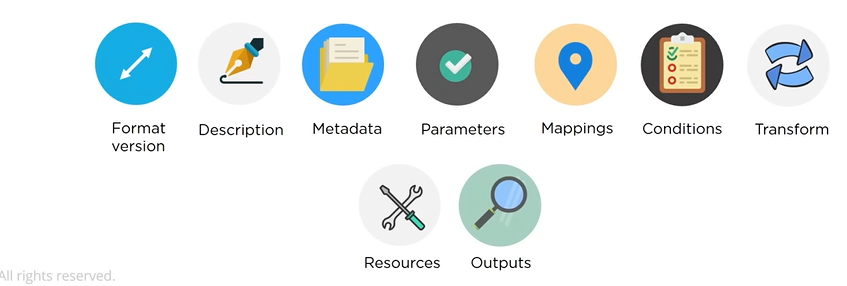 Format
version
Description
Metadata
Parameters
Mappings
Conditions
Transform
Resources
Outputs
All rights reserved.